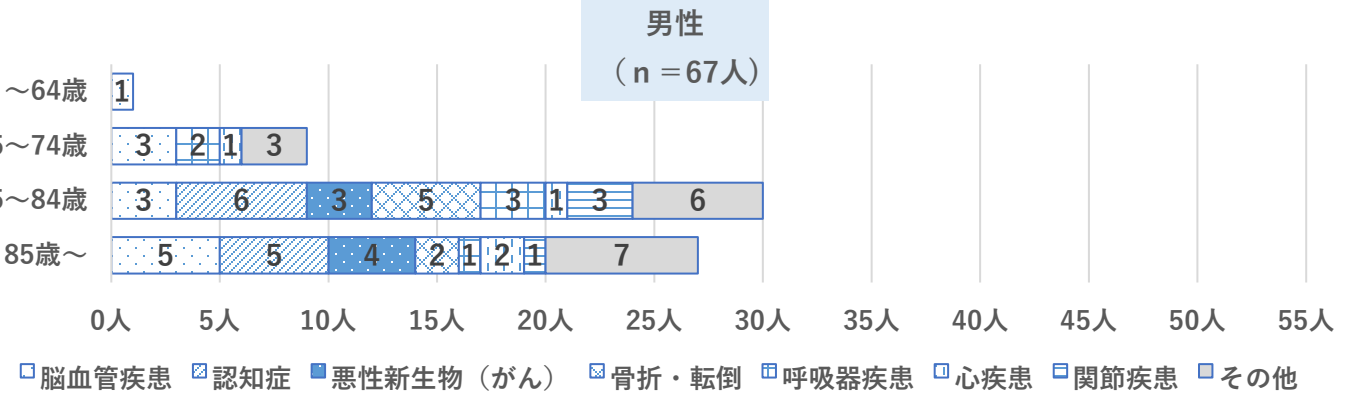 男性
（ｎ＝67人）
～64歳
1
5～74歳
3 2 1 3
5～84歳
3 6 3 5 3 1 3 6
85歳～
5 5 4 2 1 2 1 7
0人 5人 10人 15人 20人 25人 30人 35人 40人 45人 50人 55人
脳血管疾患 認知症 悪性新生物（がん） 骨折・転倒 呼吸器疾患 心疾患 関節疾患 その他